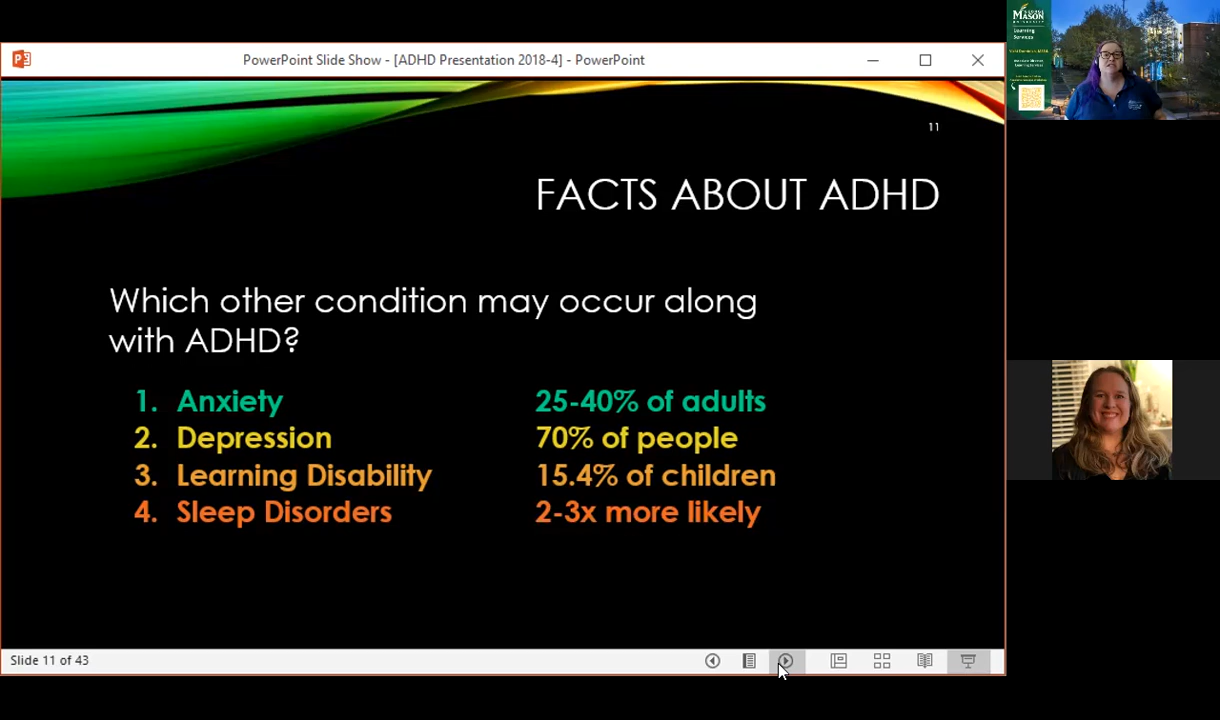 PowerPoint Slide Show - [ADHD Presentation 2018-4] - PowerPoint
11
FACTS ABOUT ADHD
Which other condition may occur along
with ADHD?
1. Anxiety 25-40% of adults
2. Depression 70% of people
3. Learning Disability 15.4% of children
4. Sleep Disorders 2-3x more likely
Slide 11 of 43
MASON
Learning
Services